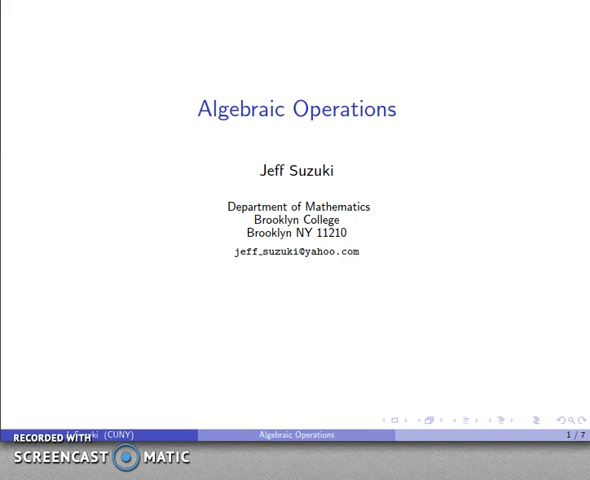 Algebraic Operations
Jeff Suzuki
Department of Mathematics
Brooklyn College
Brooklyn NY 11210
jeff_suzuki@yahoo.com
(CUNY)
Algebraic Operations
1 / 7
RECORDED WITH
SCREENCAST MATIC